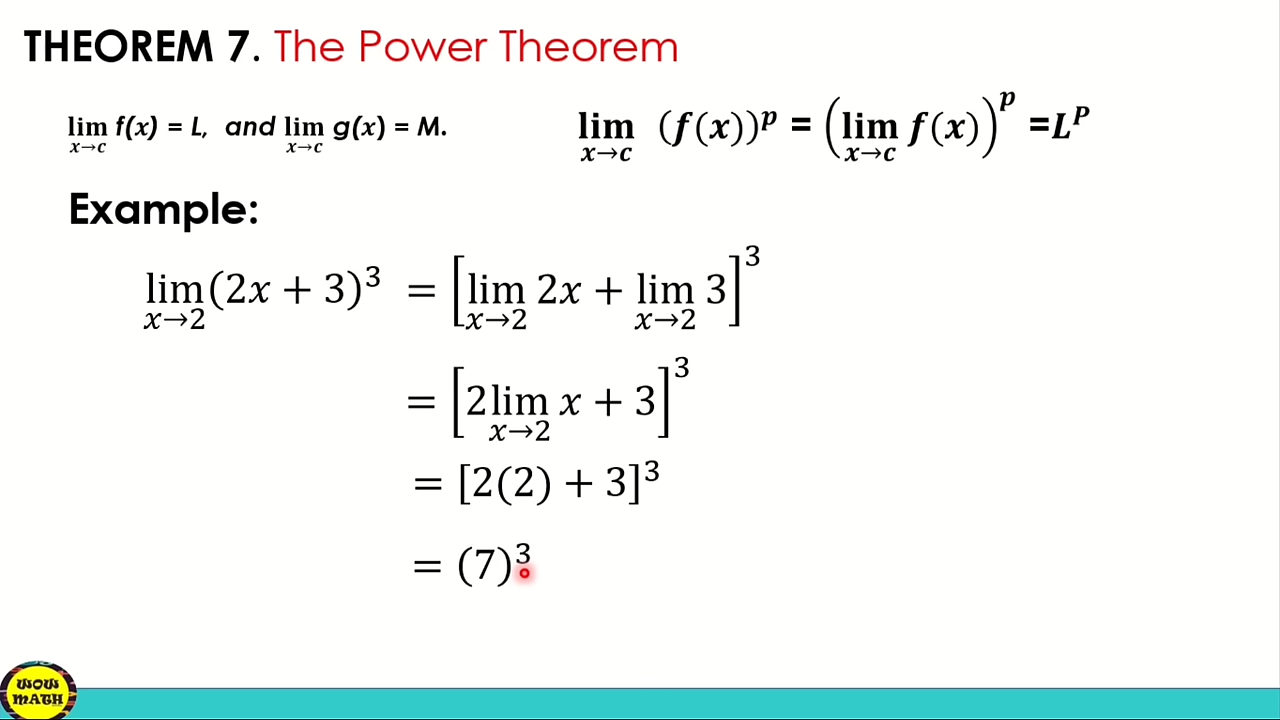 THEOREM 7. The Power Theorem
lim x→c f(x) = L, and lim x→c g(x) = M.
lim x→c (f(x))ᵖ = (lim x→c f(x))ᵖ =Lᴾ
Example:
lim x→2 (2x + 3)³ = [lim x→2 2x + lim x→2 3]³
= [2 lim x→2 x + 3]³
= [2(2) + 3]³
= (7)³
WOW
MATH